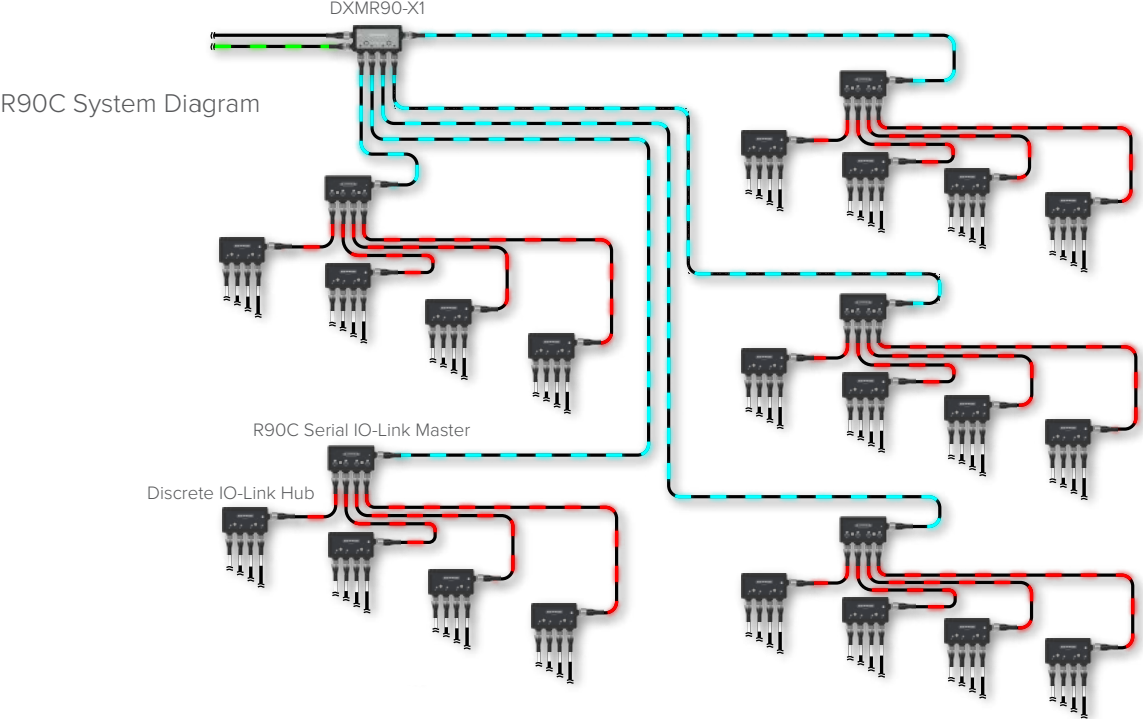 DXMR90-X1
R90C System Diagram
R90C Serial IO-Link Master
Discrete IO-Link Hub